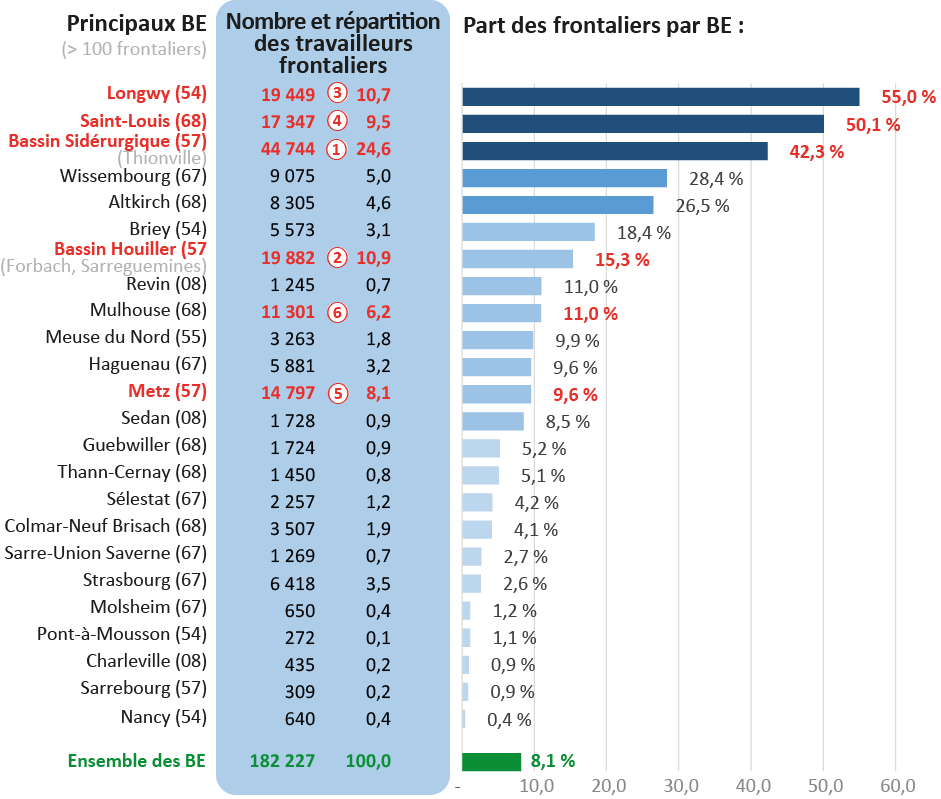 Principaux BE
(> 100 frontaliers)
Nombre et répartition
des travailleurs
frontaliers
Part des frontaliers par BE :
Longwy (54) 19 449 3 10,7 55,0 %
Saint-Louis (68) 17 347 4 9,5 50,1 %
Bassin Sidérurgique (57) 44 744 1 24,6 42,3 %
(Thionville)
Wissembourg (67) 9 075 5,0 28,4 %
Altkirch (68) 8 305 4,6 26,5 %
Briey (54) 5 573 3,1 18,4 %
Bassin Houiller (57 19 882 2 10,9 15,3 %
(Forbach, Sarreguemines)
Revin (08) 1 245 0,7 11,0 %
Mulhouse (68) 11 301 6 6,2 11,0 %
Meuse du Nord (55) 3 263 1,8 9,9 %
Haguenau (67) 5 881 3,2 9,6 %
Metz (57) 14 797 5 8,1 9,6 %
Sedan (08) 1 728 0,9 8,5 %
Guebwiller (68) 1 724 0,9 5,2 %
Thann-Cernay (68) 1 450 0,8 5,1 %
Sélestat (67) 2 257 1,2 4,2 %
Colmar-Neuf Brisach (68) 3 507 1,9 4,1 %
Sarre-Union Saverne (67) 1 269 0,7 2,7 %
Strasbourg (67) 6 418 3,5 2,6 %
Molsheim (67) 650 0,4 1,2 %
Pont-à-Mousson (54) 272 0,1 1,1 %
Charleville (08) 435 0,2 0,9 %
Sarrebourg (57) 309 0,2 0,9 %
Nancy (54) 640 0,4 0,4 %
Ensemble des BE 182 227 100,0 8,1 %
- 10,0 20,0 30,0 40,0 50,0 60,0